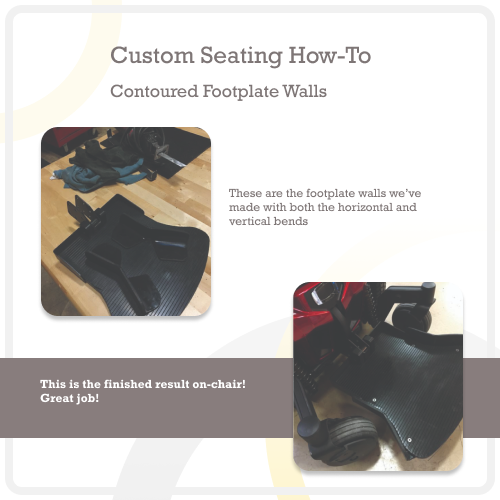 Custom Seating How-To
Contoured Footplate Walls
These are the footplate walls we've
made with both the horizontal and
vertical bends
This is the finished result on-chair!
Great job!